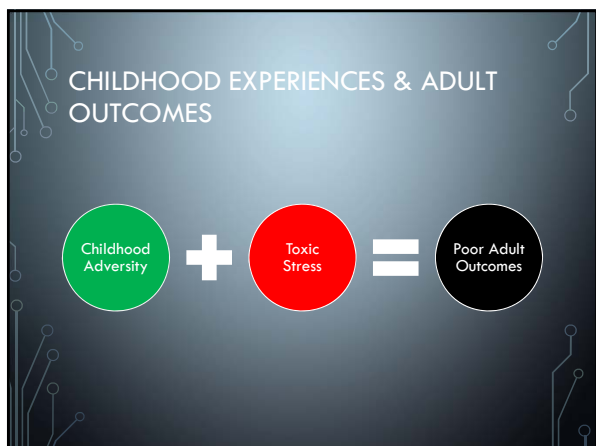 CHILDHOOD EXPERIENCES & ADULT
OUTCOMES
Childhood
Adversity
Toxic
Stress
Poor Adult
Outcomes